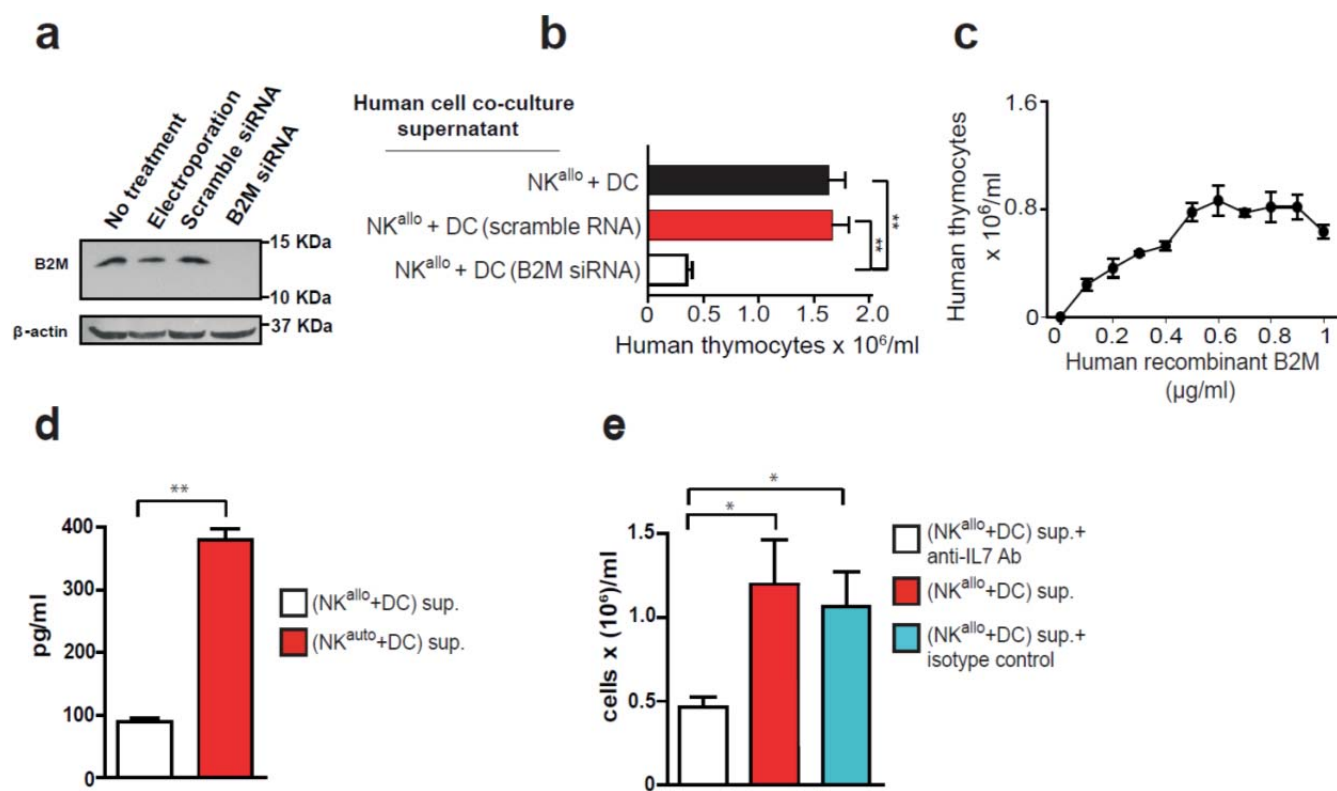 a
No treatment
Electroporation
Scramble siRNA
B2M siRNA
B2M
15 KDa
10 KDa
β-actin
37 KDa
b
Human cell co-culture
supernatant
NKallo + DC
NKallo + DC (scramble RNA)
NKallo + DC (B2M siRNA)
**
**
0 0.5 1.0 1.5 2.0
Human thymocytes x 10⁶/ml
c
Human thymocytes
x 10⁶/ml
1.6
0.8
0
0 0.2 0.4 0.6 0.8 1
Human recombinant B2M
(µg/ml)
d
**
pg/ml
400
300
200
100
0
(NKallo+DC) sup.
(NKauto+DC) sup.
e
*
*
cells x (10⁶)/ml
1.5
1.0
0.5
0
(NKallo+DC) sup.+
anti-IL7 Ab
(NKallo+DC) sup.
(NKallo+DC) sup.+
isotype control